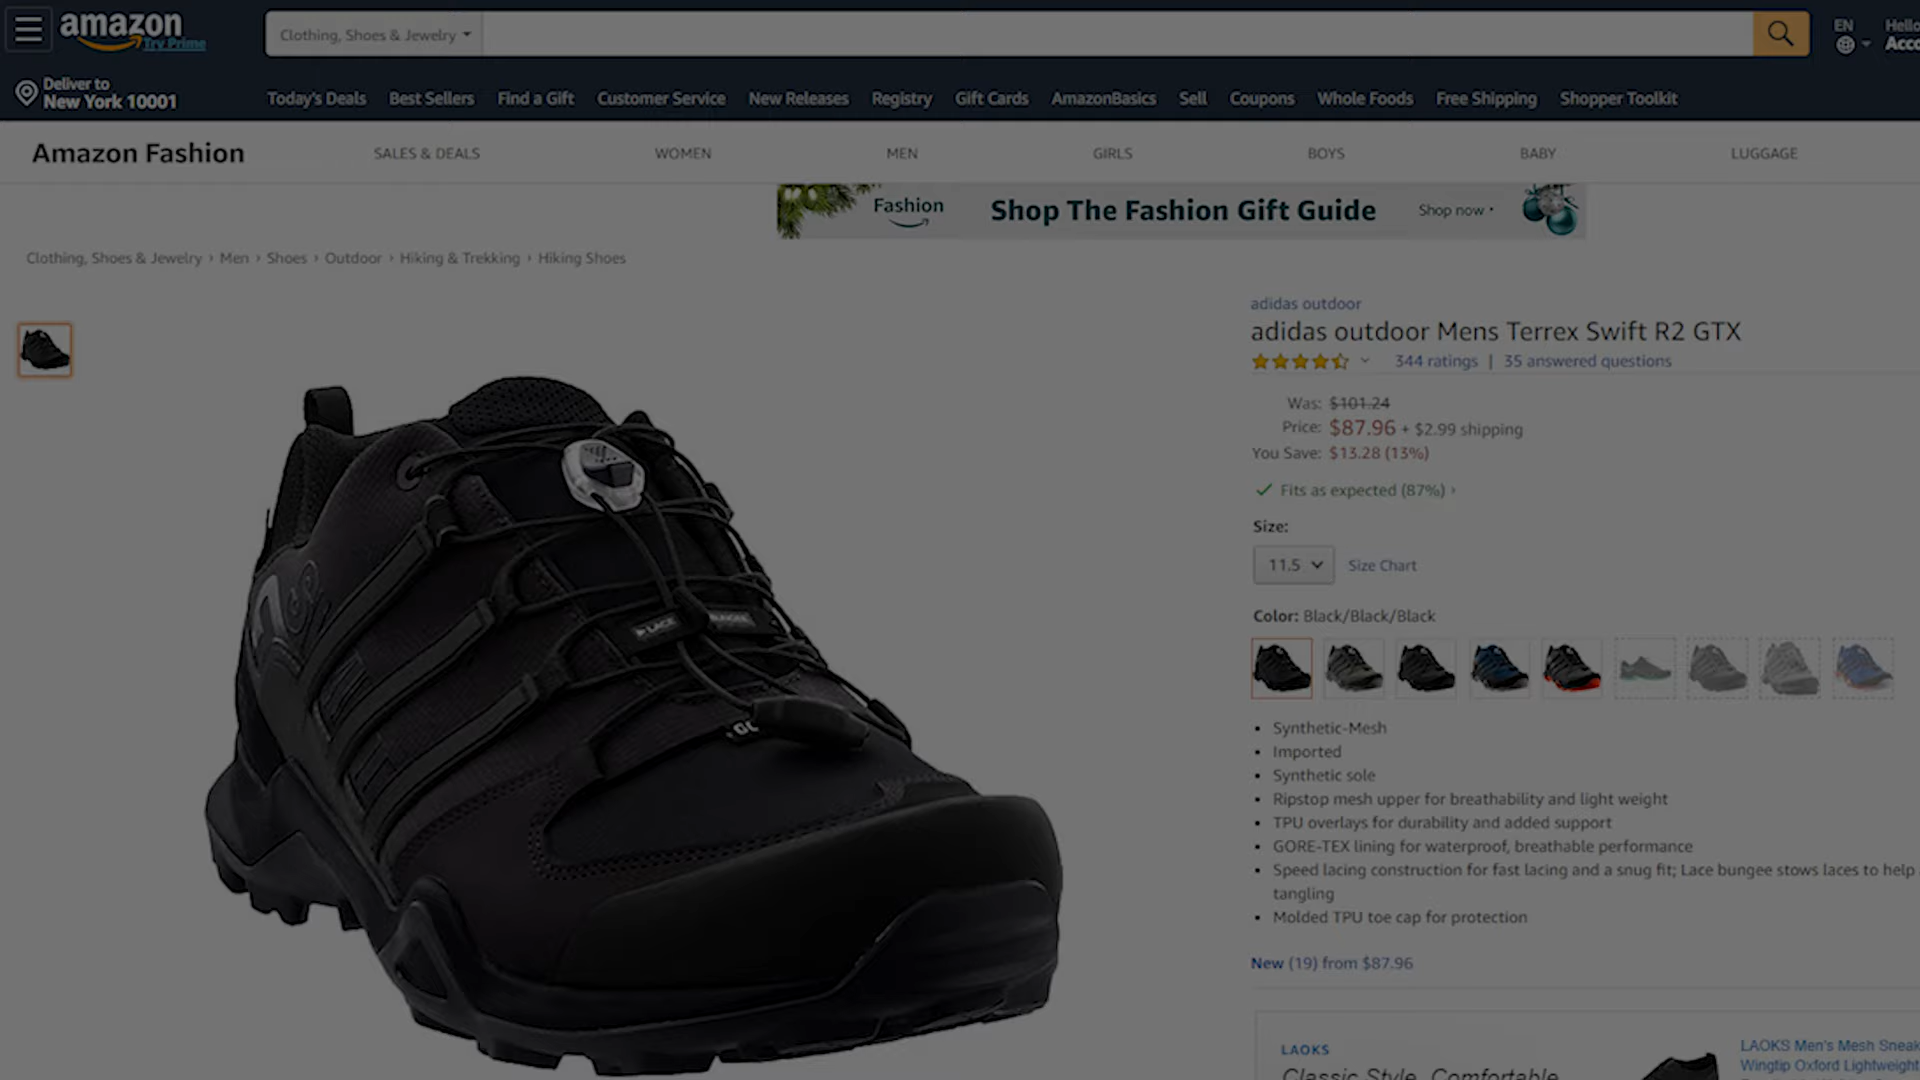 amazon
Try Prime
Clothing, Shoes & Jewelry
EN
Hello
Deliver to
New York 10001
Today's Deals
Best Sellers
Find a Gift
Customer Service
New Releases
Registry
Gift Cards
AmazonBasics
Sell
Coupons
Whole Foods
Free Shipping
Shopper Toolkit
Amazon Fashion
SALES & DEALS
WOMEN
MEN
GIRLS
BOYS
BABY
LUGGAGE
Fashion
Shop The Fashion Gift Guide
Shop now
Clothing, Shoes & Jewelry › Men › Shoes › Outdoor › Hiking & Trekking › Hiking Shoes
adidas outdoor
adidas outdoor Mens Terrex Swift R2 GTX
344 ratings | 35 answered questions
Was: $101.24
Price: $87.96 + $2.99 shipping
You Save: $13.28 (13%)
Fits as expected (87%) ›
Size:
11.5
Size Chart
Color: Black/Black/Black
• Synthetic-Mesh
• Imported
• Synthetic sole
• Ripstop mesh upper for breathability and light weight
• TPU overlays for durability and added support
• GORE-TEX lining for waterproof, breathable performance
• Speed lacing construction for fast lacing and a snug fit; Lace bungee stows laces to help
tangling
• Molded TPU toe cap for protection
New (19) from $87.96
LAOKS
Classic Style, Comfortable
LAOKS Men's Mesh Sneak
Wingtip Oxford Lightweight
LACE